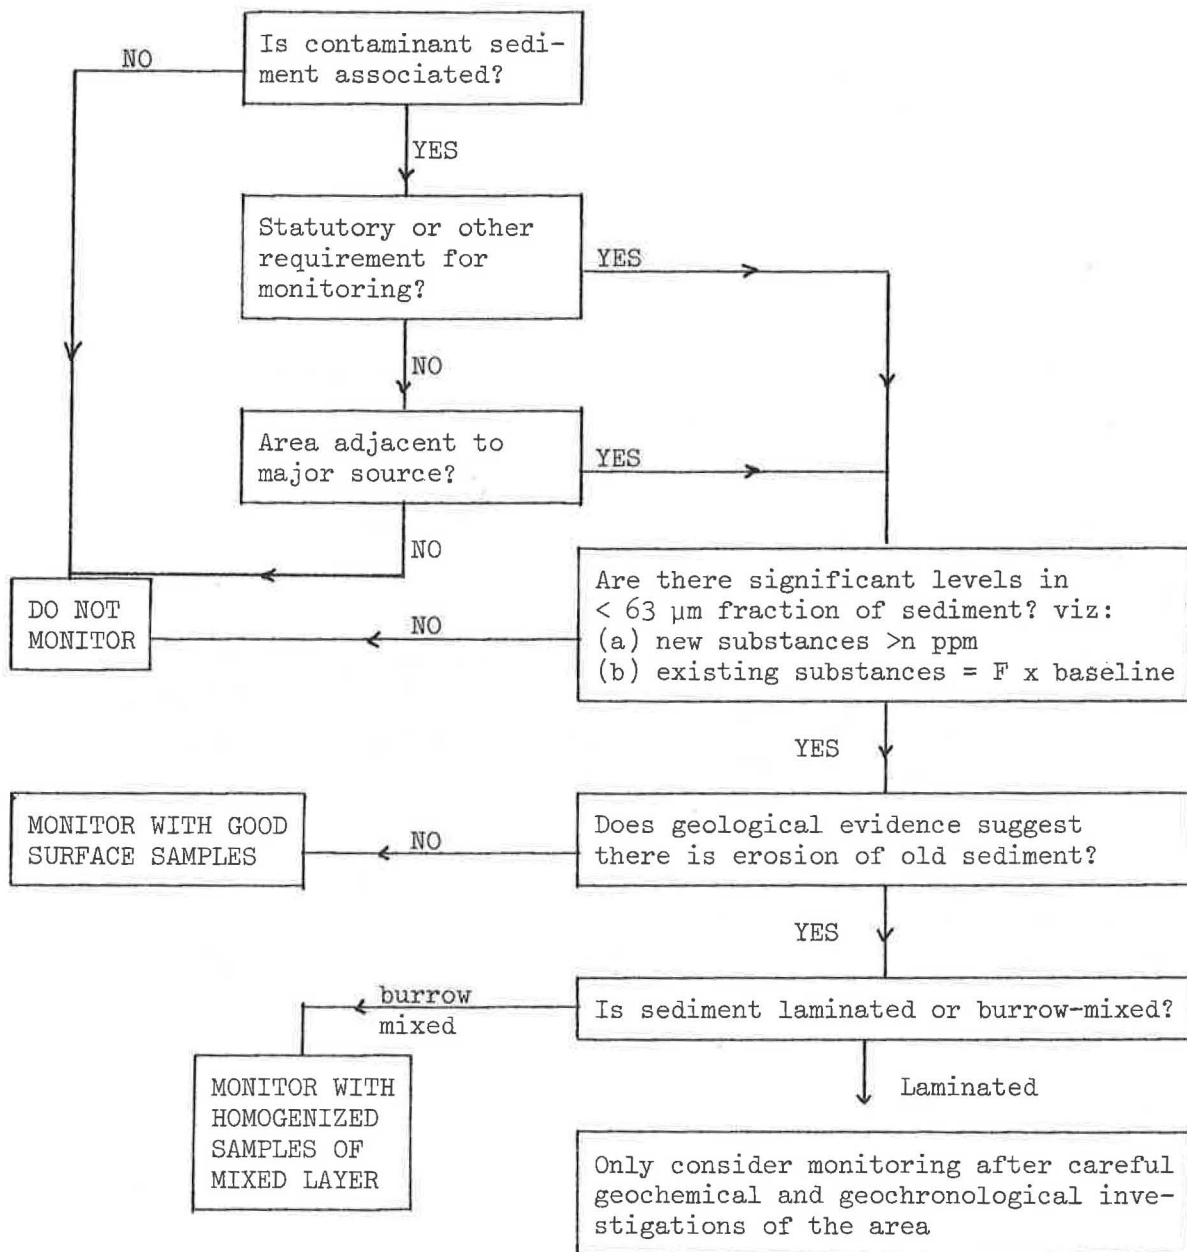 Is contaminant sedi-
ment associated?
NO
YES
Statutory or other
requirement for
monitoring?
YES
NO
Area adjacent to
major source?
YES
NO
DO NOT
MONITOR
NO
Are there significant levels in
< 63 µm fraction of sediment? viz:
(a) new substances >n ppm
(b) existing substances = F x baseline
YES
MONITOR WITH GOOD
SURFACE SAMPLES
NO
Does geological evidence suggest
there is erosion of old sediment?
YES
burrow
mixed
Is sediment laminated or burrow-mixed?
MONITOR WITH
HOMOGENIZED
SAMPLES OF
MIXED LAYER
Laminated
Only consider monitoring after careful
geochemical and geochronological inve-
stigations of the area